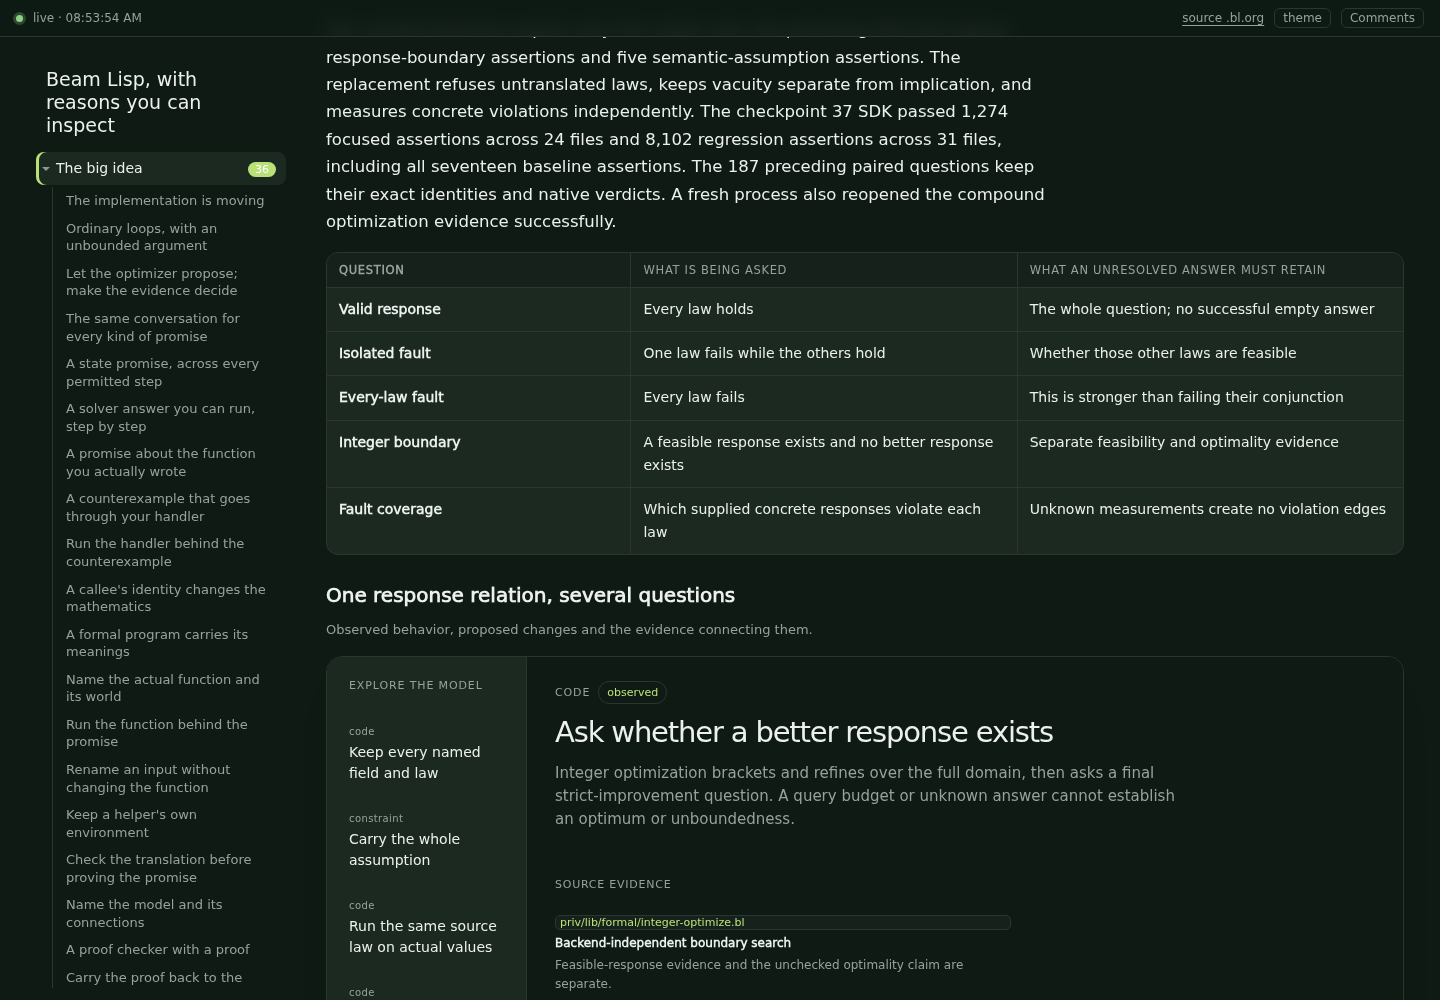 live · 08:53:54 AM
source .bl.org
theme
Comments
Beam Lisp, with
reasons you can
inspect
The big idea
36
The implementation is moving
Ordinary loops, with an
unbounded argument
Let the optimizer propose;
make the evidence decide
The same conversation for
every kind of promise
A state promise, across every
permitted step
A solver answer you can run,
step by step
A promise about the function
you actually wrote
A counterexample that goes
through your handler
Run the handler behind the
counterexample
A callee's identity changes the
mathematics
A formal program carries its
meanings
Name the actual function and
its world
Run the function behind the
promise
Rename an input without
changing the function
Keep a helper's own
environment
Check the translation before
proving the promise
Name the model and its
connections
A proof checker with a proof
Carry the proof back to the
response-boundary assertions and five semantic-assumption assertions. The
replacement refuses untranslated laws, keeps vacuity separate from implication, and
measures concrete violations independently. The checkpoint 37 SDK passed 1,274
focused assertions across 24 files and 8,102 regression assertions across 31 files,
including all seventeen baseline assertions. The 187 preceding paired questions keep
their exact identities and native verdicts. A fresh process also reopened the compound
optimization evidence successfully.
QUESTION
WHAT IS BEING ASKED
WHAT AN UNRESOLVED ANSWER MUST RETAIN
Valid response
Every law holds
The whole question; no successful empty answer
Isolated fault
One law fails while the others hold
Whether those other laws are feasible
Every-law fault
Every law fails
This is stronger than failing their conjunction
Integer boundary
A feasible response exists and no better response
exists
Separate feasibility and optimality evidence
Fault coverage
Which supplied concrete responses violate each
law
Unknown measurements create no violation edges
One response relation, several questions
Observed behavior, proposed changes and the evidence connecting them.
EXPLORE THE MODEL
code
Keep every named
field and law
constraint
Carry the whole
assumption
code
Run the same source
law on actual values
code
CODE
observed
Ask whether a better response exists
Integer optimization brackets and refines over the full domain, then asks a final
strict-improvement question. A query budget or unknown answer cannot establish
an optimum or unboundedness.
SOURCE EVIDENCE
priv/lib/formal/integer-optimize.bl
Backend-independent boundary search
Feasible-response evidence and the unchecked optimality claim are
separate.